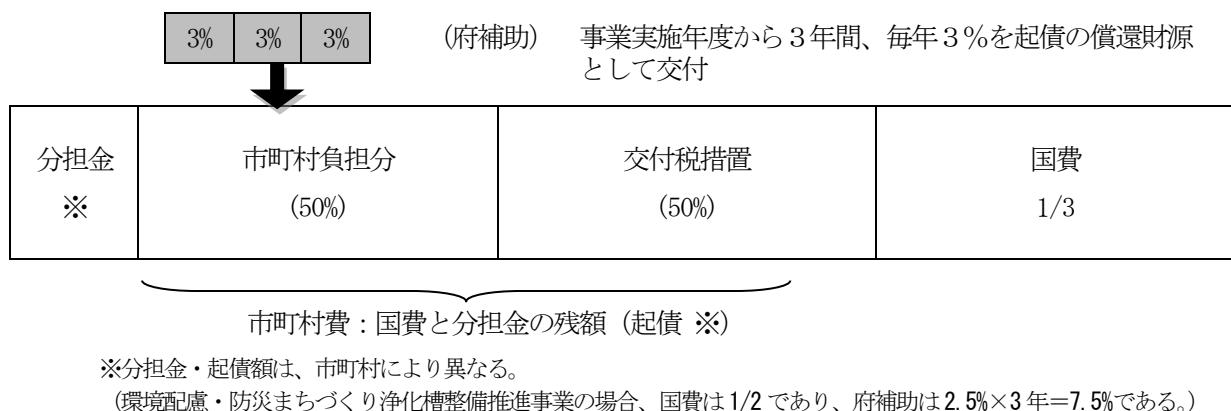 3% 3% 3% (府補助) 事業実施年度から3年間、毎年3%を起債の償還財源
として交付
分担金 市町村負担分 交付税措置 国費
※ (50%) (50%) 1/3
市町村費:国費と分担金の残額(起債 ※)
※分担金・起債額は、市町村により異なる。
(環境配慮・防災まちづくり浄化槽整備推進事業の場合、国費は1/2であり、府補助は2.5%×3年=7.5%である。)